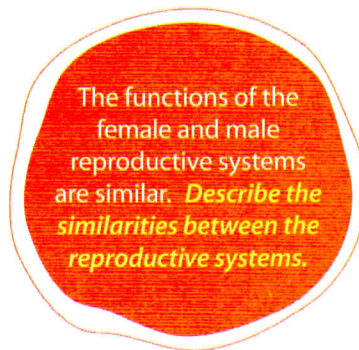 The functions of the
female and male
reproductive systems
are similar. Describe the
similarities between the
reproductive systems.